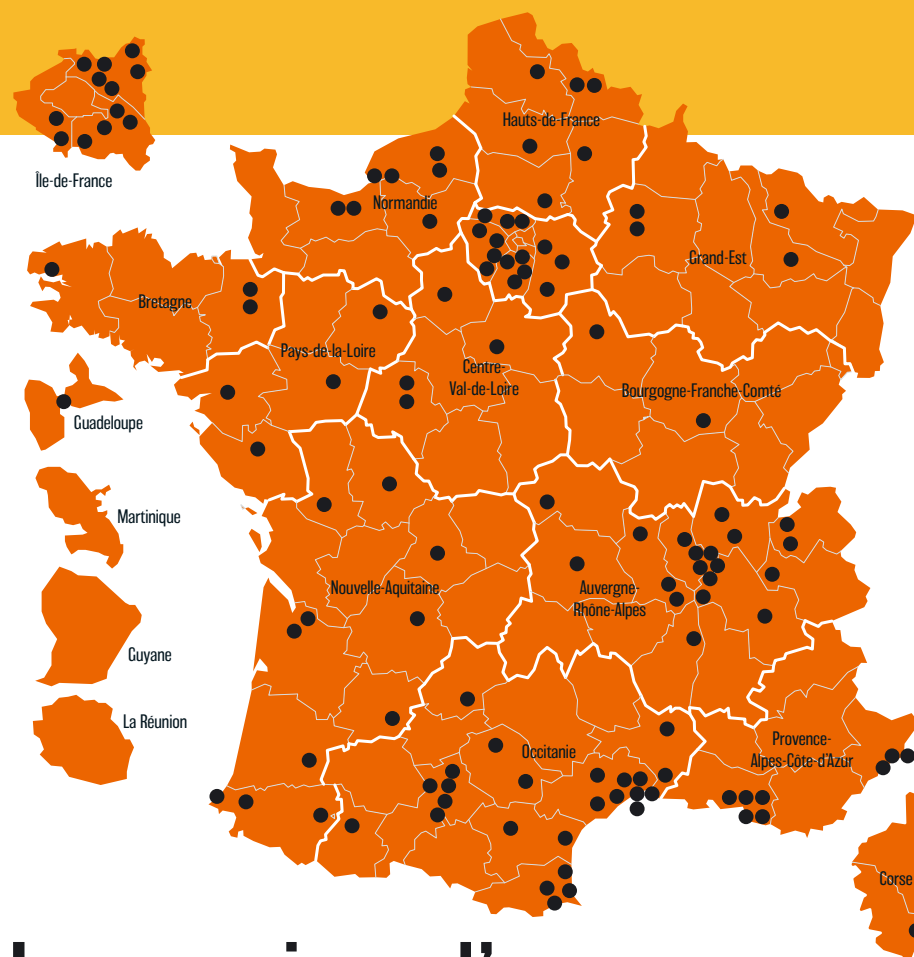 Hauts-de-France
Île-de-France
Normandie
Grand-Est
Bretagne
Pays-de-la-Loire
Centre-
Val-de-Loire
Bourgogne-Franche-Comté
Guadeloupe
Martinique
Nouvelle-Aquitaine
Auvergne-
Rhône-Alpes
Guyane
La Réunion
Occitanie
Provence-
Alpes-Côte-d'Azur
Corse